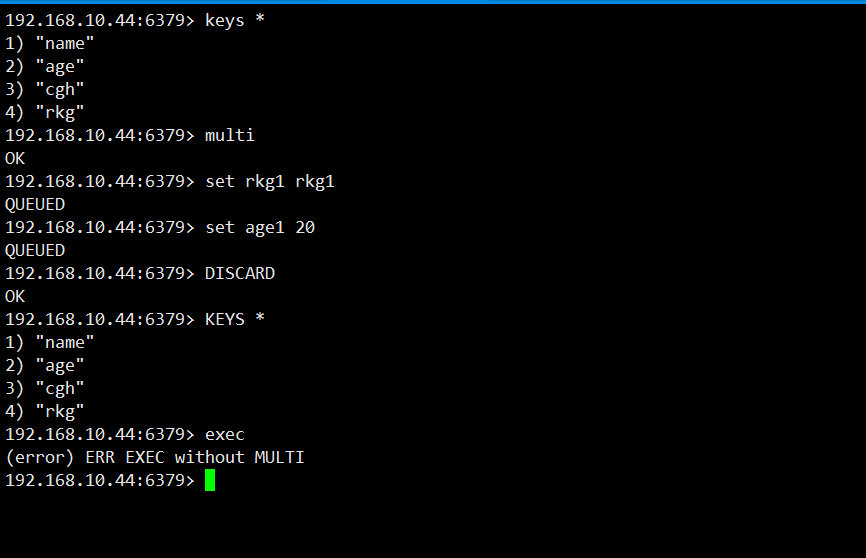 192.168.10.44:6379> keys *
1) "name"
2) "age"
3) "cgh"
4) "rkg"
192.168.10.44:6379> multi
OK
192.168.10.44:6379> set rkg1 rkg1
QUEUED
192.168.10.44:6379> set age1 20
QUEUED
192.168.10.44:6379> DISCARD
OK
192.168.10.44:6379> KEYS *
1) "name"
2) "age"
3) "cgh"
4) "rkg"
192.168.10.44:6379> exec
(error) ERR EXEC without MULTI
192.168.10.44:6379>